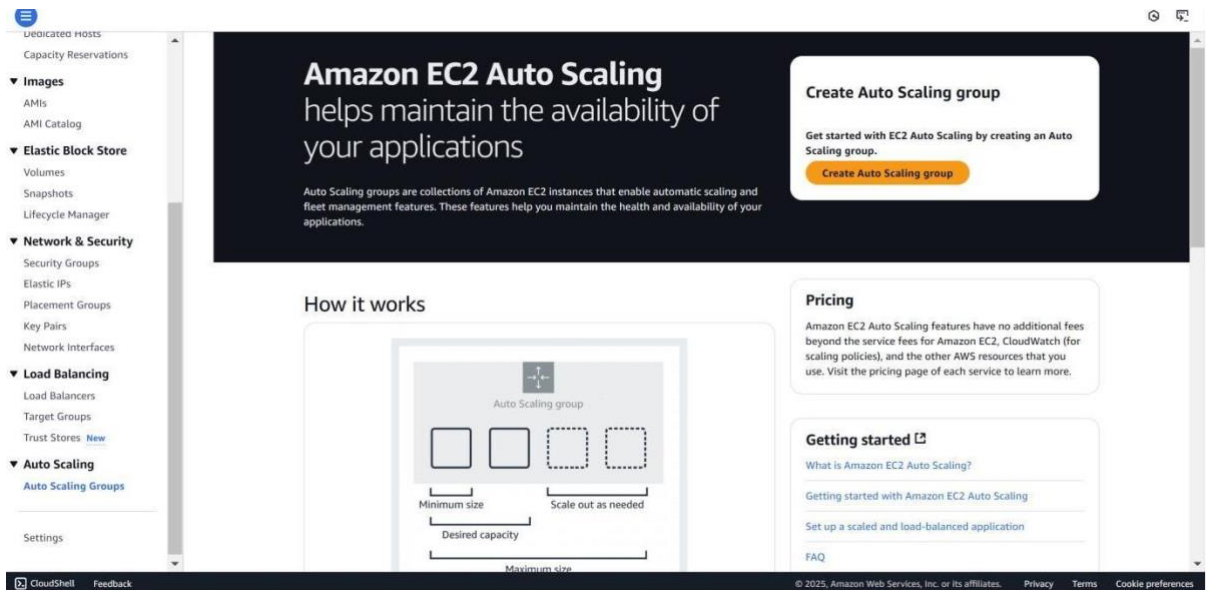 Dedicated Hosts
Capacity Reservations
▼ Images
AMIs
AMI Catalog
▼ Elastic Block Store
Volumes
Snapshots
Lifecycle Manager
▼ Network & Security
Security Groups
Elastic IPs
Placement Groups
Key Pairs
Network Interfaces
▼ Load Balancing
Load Balancers
Target Groups
Trust Stores New
▼ Auto Scaling
Auto Scaling Groups
Settings
Amazon EC2 Auto Scaling
helps maintain the availability of
your applications
Auto Scaling groups are collections of Amazon EC2 instances that enable automatic scaling and
fleet management features. These features help you maintain the health and availability of your
applications.
Create Auto Scaling group
Get started with EC2 Auto Scaling by creating an Auto
Scaling group.
Create Auto Scaling group
How it works
Auto Scaling group
Minimum size
Scale out as needed
Desired capacity
Maximum size
Pricing
Amazon EC2 Auto Scaling features have no additional fees
beyond the service fees for Amazon EC2, CloudWatch (for
scaling policies), and the other AWS resources that you
use. Visit the pricing page of each service to learn more.
Getting started
What is Amazon EC2 Auto Scaling?
Getting started with Amazon EC2 Auto Scaling
Set up a scaled and load-balanced application
FAQ
CloudShell Feedback
© 2025, Amazon Web Services, Inc. or its affiliates. Privacy Terms Cookie preferences